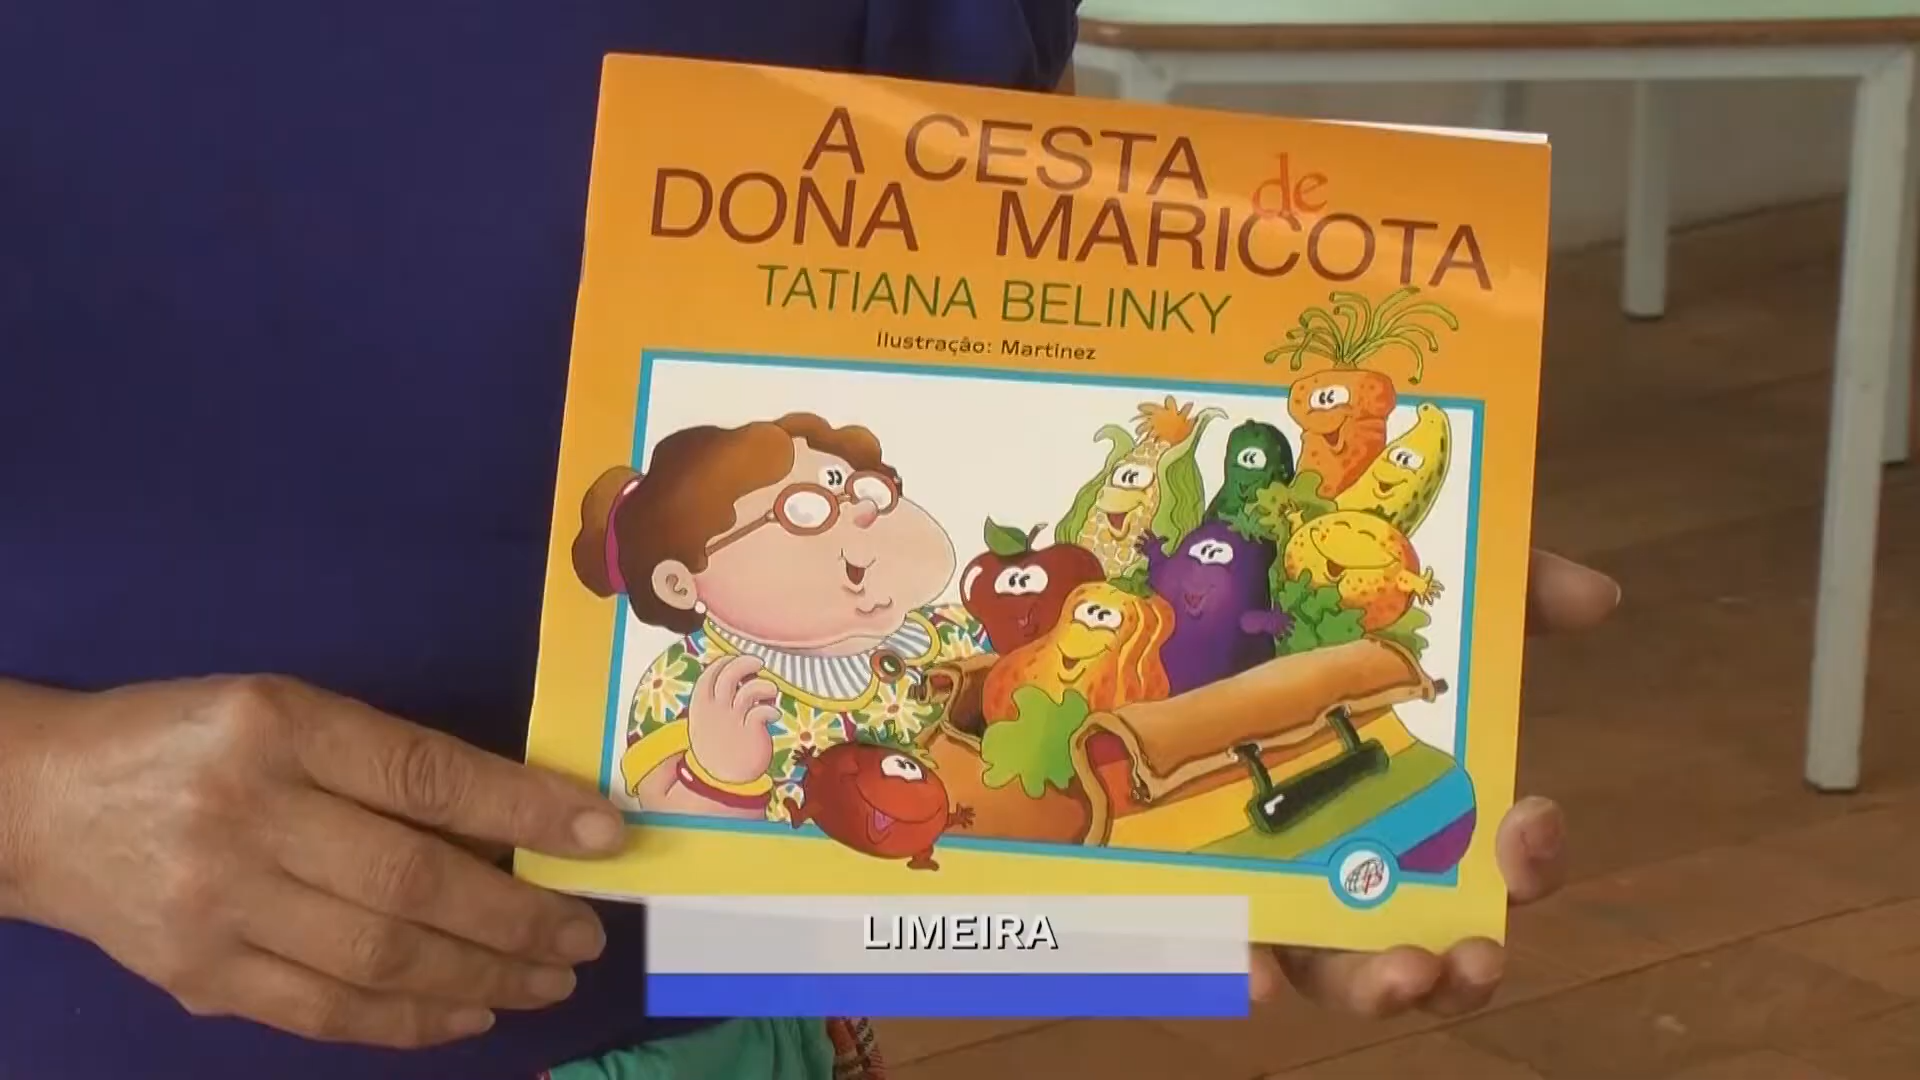 A CESTA de
DONA MARICOTA
TATIANA BELINKY
Ilustração: Martinez
LIMEIRA